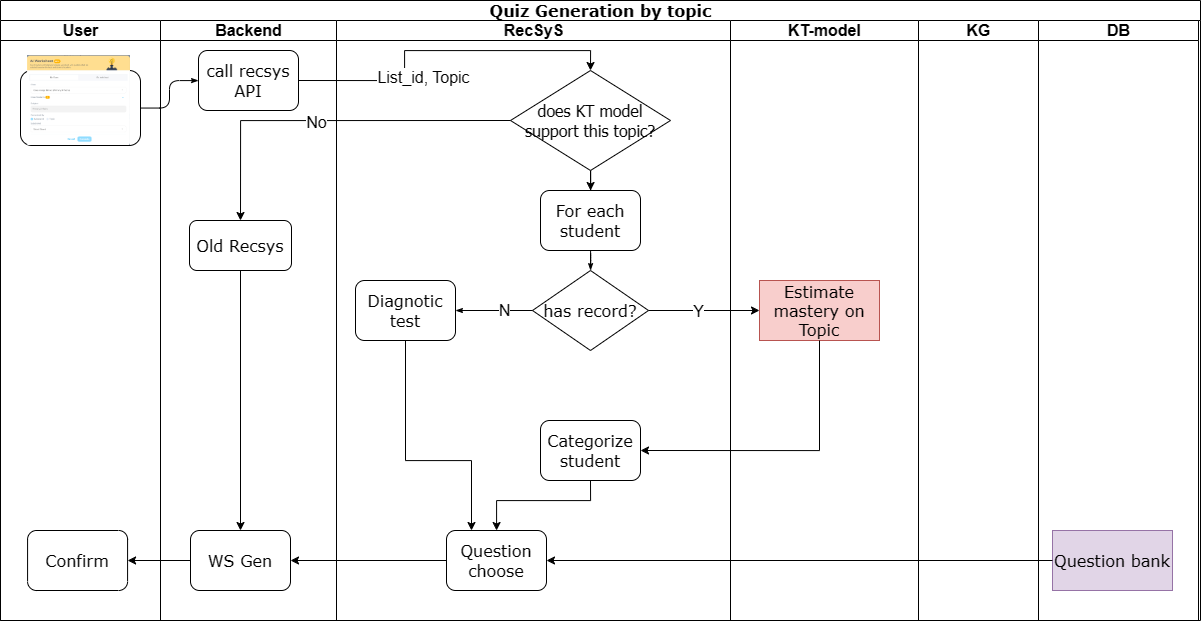 Quiz Generation by topic
User
Backend
RecSyS
KT-model
KG
DB
call recsys
API
List_id, Topic
does KT model
support this topic?
No
For each
student
Old Recsys
has record?
N
Y
Diagnotic
test
Estimate
mastery on
Topic
Categorize
student
Confirm
WS Gen
Question
choose
Question bank